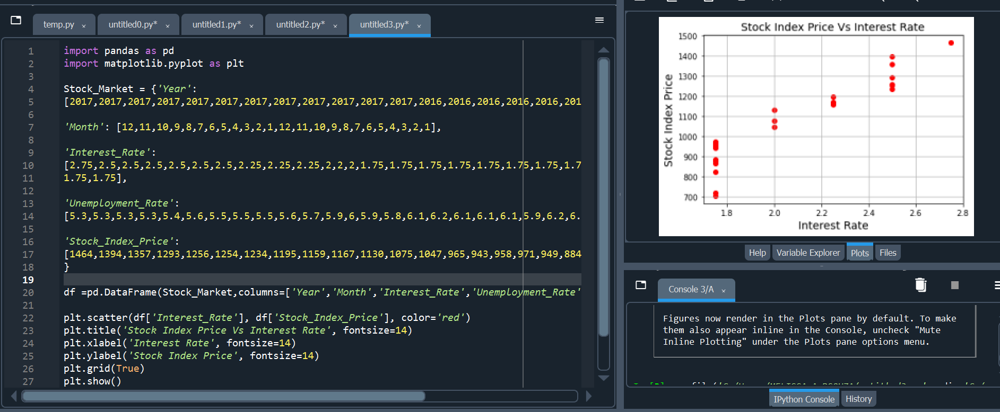 temp.py ×
untitled0.py* ×
untitled1.py* ×
untitled2.py* ×
untitled3.py* ×
1 import pandas as pd
2 import matplotlib.pyplot as plt
3
4 Stock_Market = {'Year':
5 [2017,2017,2017,2017,2017,2017,2017,2017,2017,2017,2017,2017,2016,2016,2016,2016,2016,201
6
7 'Month': [12,11,10,9,8,7,6,5,4,3,2,1,12,11,10,9,8,7,6,5,4,3,2,1],
8
9 'Interest_Rate':
10 [2.75,2.5,2.5,2.5,2.5,2.5,2.5,2.25,2.25,2.25,2,2,2,1.75,1.75,1.75,1.75,1.75,1.75,1.75,1.7
11 1.75,1.75],
12
13 'Unemployment_Rate':
14 [5.3,5.3,5.3,5.3,5.4,5.6,5.5,5.5,5.5,5.6,5.7,5.9,6,5.9,5.8,6.1,6.2,6.1,6.1,6.1,5.9,6.2,6.
15
16 'Stock_Index_Price':
17 [1464,1394,1357,1293,1256,1254,1234,1195,1159,1167,1130,1075,1047,965,943,958,971,949,884
18 }
19
20 df =pd.DataFrame(Stock_Market,columns=['Year','Month','Interest_Rate','Unemployment_Rate'
21
22 plt.scatter(df['Interest_Rate'], df['Stock_Index_Price'], color='red')
23 plt.title('Stock Index Price Vs Interest Rate', fontsize=14)
24 plt.xlabel('Interest Rate', fontsize=14)
25 plt.ylabel('Stock Index Price', fontsize=14)
26 plt.grid(True)
27 plt.show()
Stock Index Price Vs Interest Rate
Stock Index Price
1500
1400
1300
1200
1100
1000
900
800
700
1.8 2.0 2.2 2.4 2.6 2.8
Interest Rate
Help Variable Explorer Plots Files
Console 3/A ×
Figures now render in the Plots pane by default. To make
them also appear inline in the Console, uncheck "Mute
Inline Plotting" under the Plots pane options menu.
IPython Console History